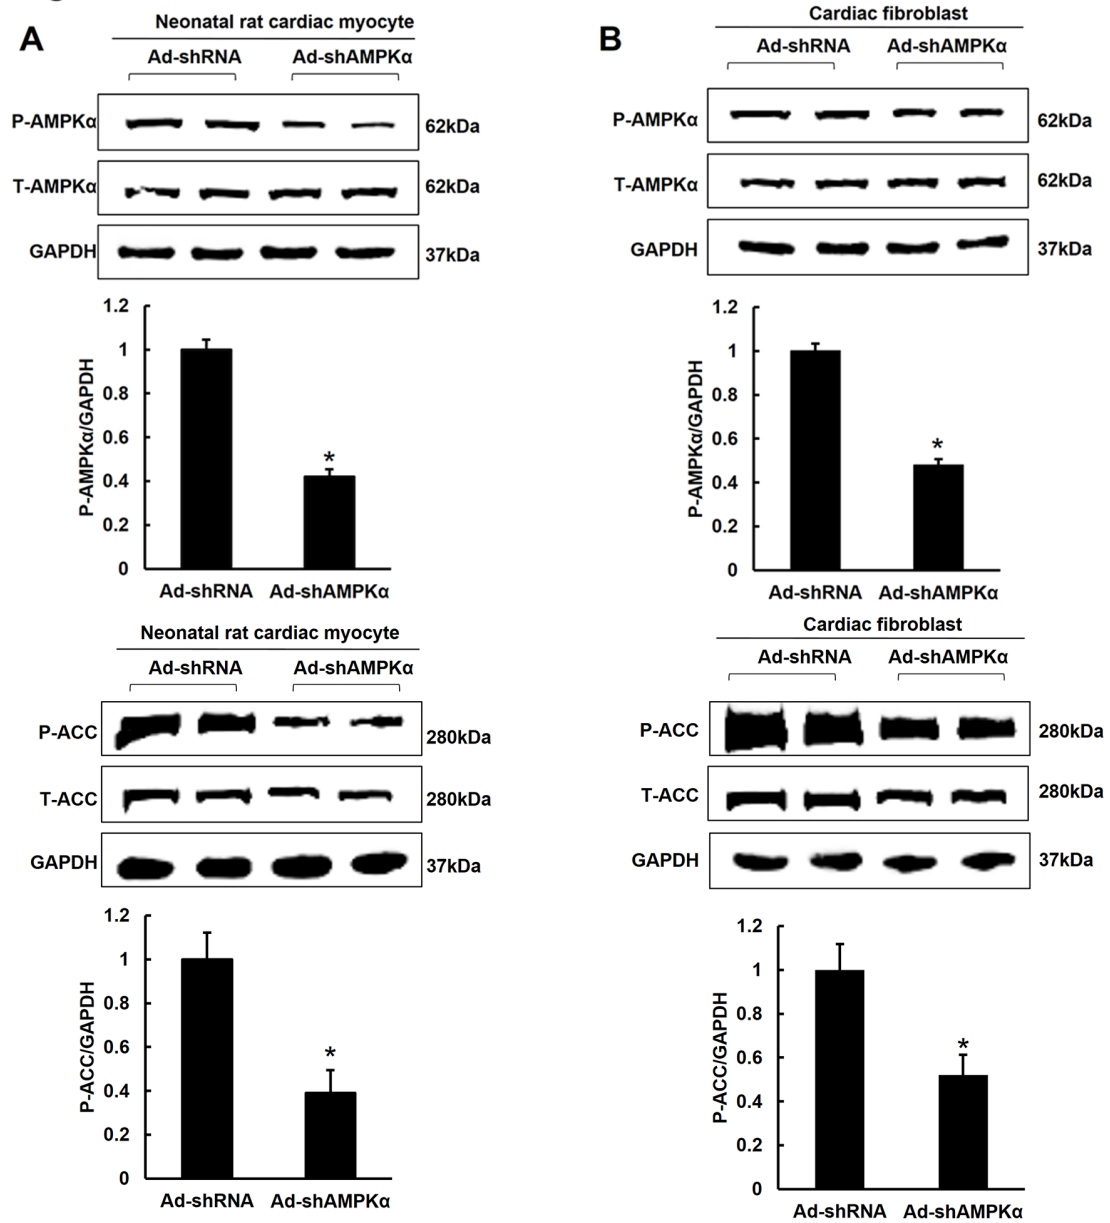 A
Neonatal rat cardiac myocyte
Ad-shRNA Ad-shAMPKα
P-AMPKα 62kDa
T-AMPKα 62kDa
GAPDH 37kDa
P-AMPKα/GAPDH
1.2
1
0.8
0.6
0.4
0.2
0
*
Ad-shRNA Ad-shAMPKα
Neonatal rat cardiac myocyte
Ad-shRNA Ad-shAMPKα
P-ACC 280kDa
T-ACC 280kDa
GAPDH 37kDa
P-ACC/GAPDH
1.2
1
0.8
0.6
0.4
0.2
0
*
Ad-shRNA Ad-shAMPKα
B
Cardiac fibroblast
Ad-shRNA Ad-shAMPKα
P-AMPKα 62kDa
T-AMPKα 62kDa
GAPDH 37kDa
P-AMPKα/GAPDH
1.2
1
0.8
0.6
0.4
0.2
0
*
Ad-shRNA Ad-shAMPKα
Cardiac fibroblast
Ad-shRNA Ad-shAMPKα
P-ACC 280kDa
T-ACC 280kDa
GAPDH 37kDa
P-ACC/GAPDH
1.2
1
0.8
0.6
0.4
0.2
0
*
Ad-shRNA Ad-shAMPKα